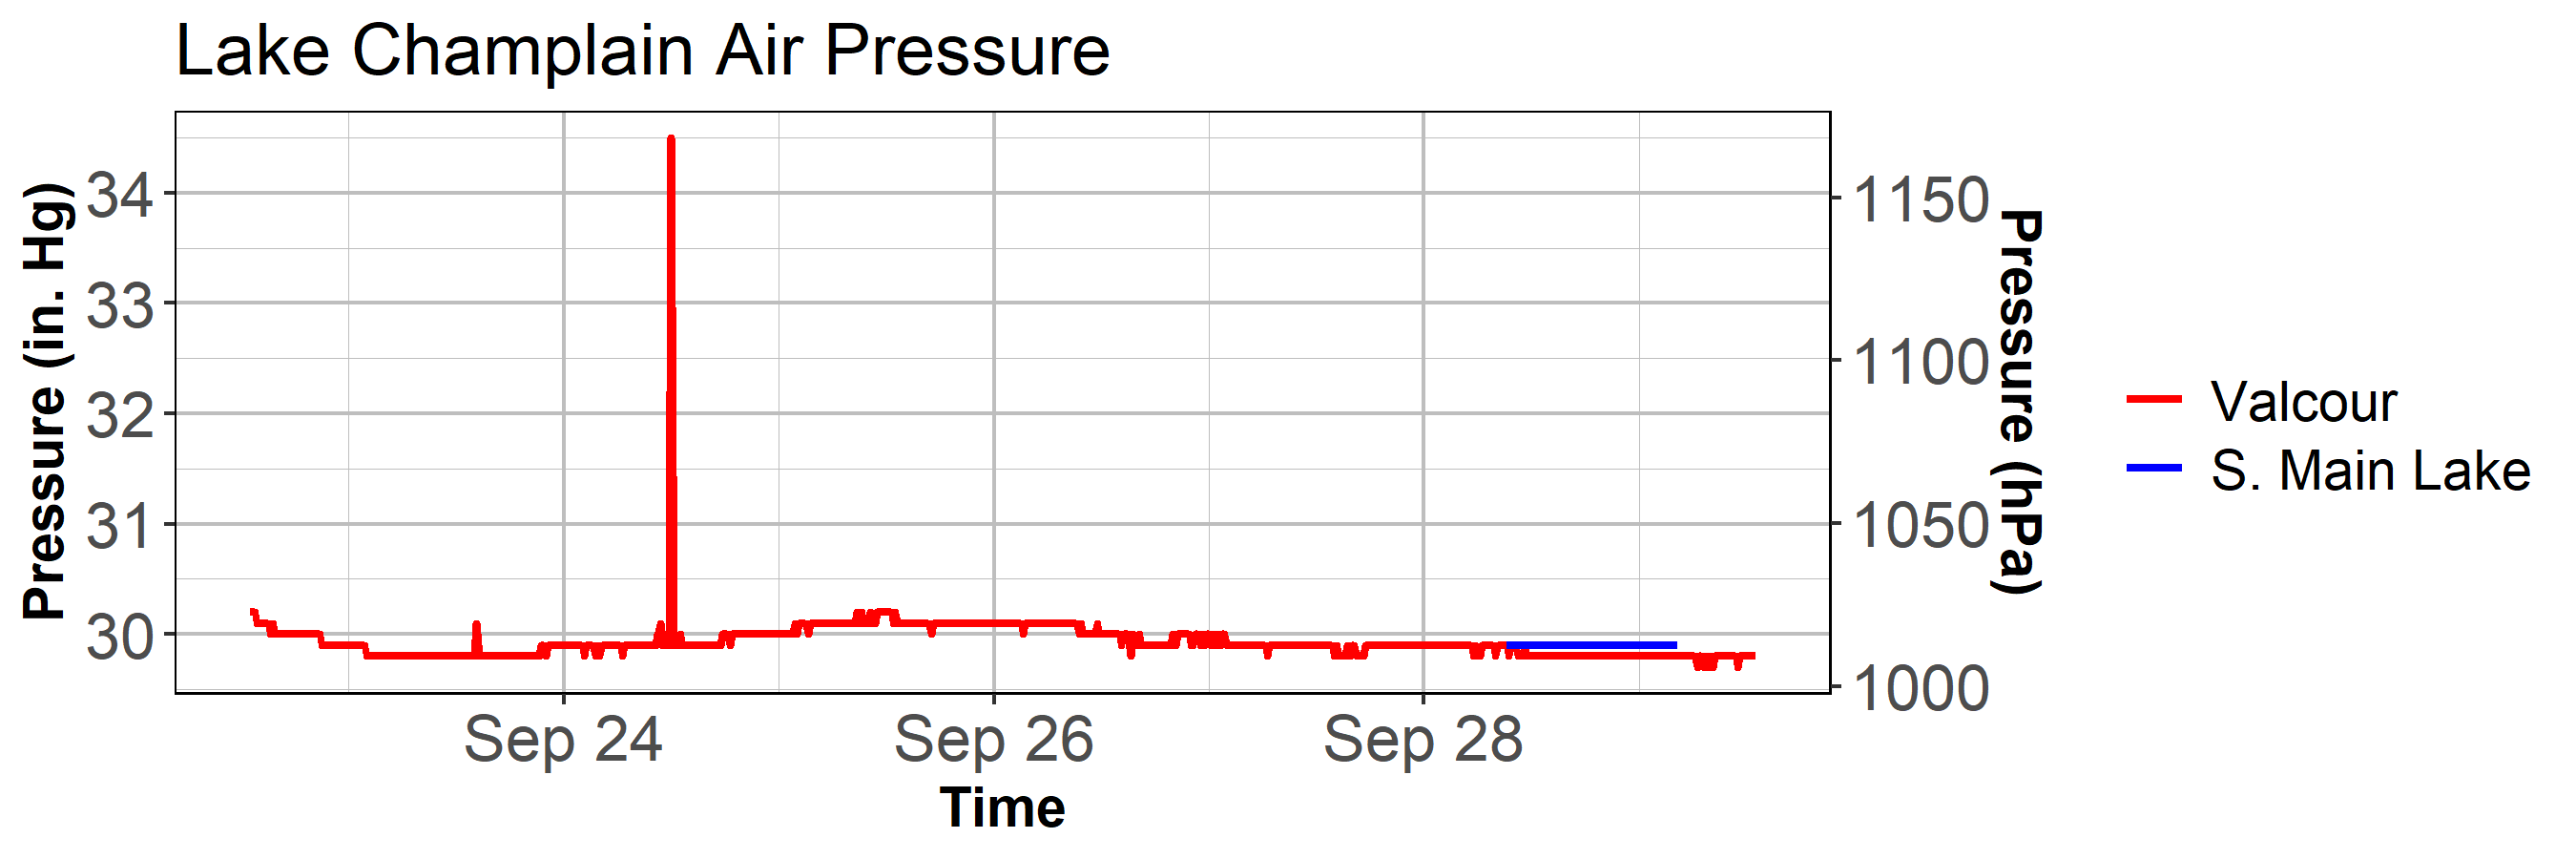 Lake Champlain Air Pressure
Pressure (in. Hg)
34
33
32
31
30
1150
1100
1050
1000
Pressure (hPa)
Valcour
S. Main Lake
Sep 24
Sep 26
Sep 28
Time